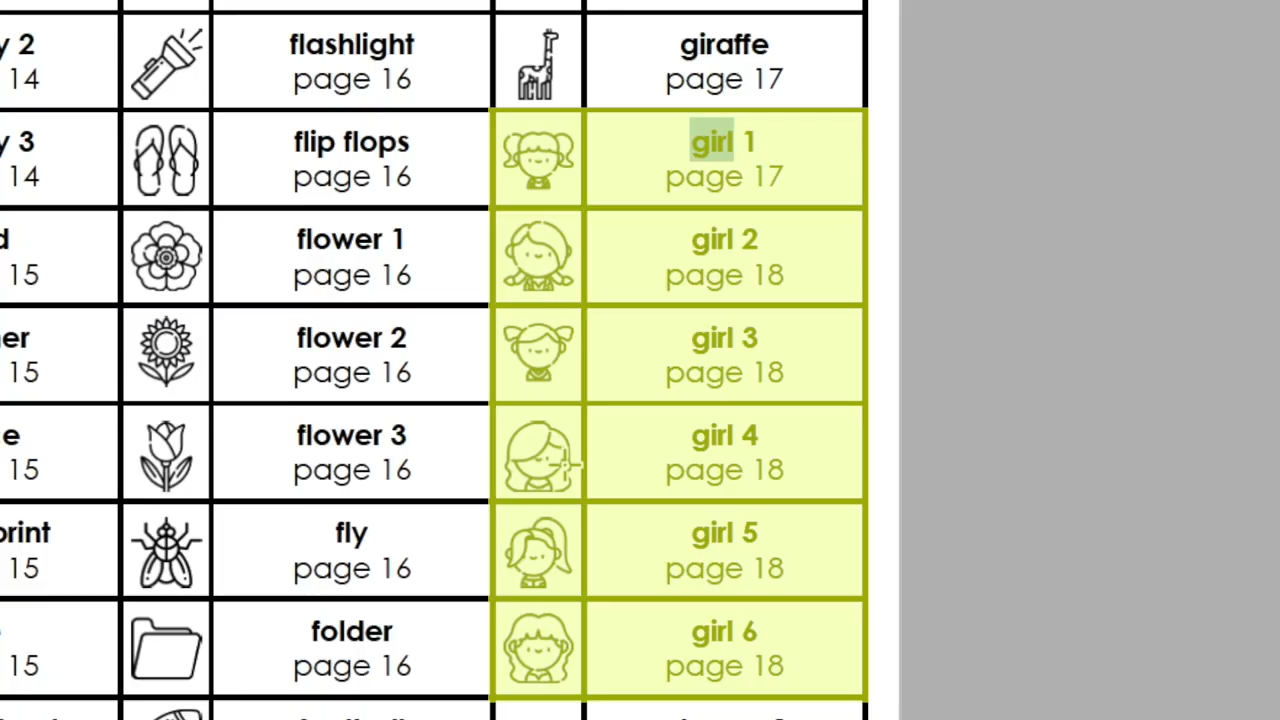 y 2
14
flashlight
page 16
giraffe
page 17
y 3
14
flip flops
page 16
girl 1
page 17
d
15
flower 1
page 16
girl 2
page 18
er
15
flower 2
page 16
girl 3
page 18
e
15
flower 3
page 16
girl 4
page 18
print
15
fly
page 16
girl 5
page 18
15
folder
page 16
girl 6
page 18